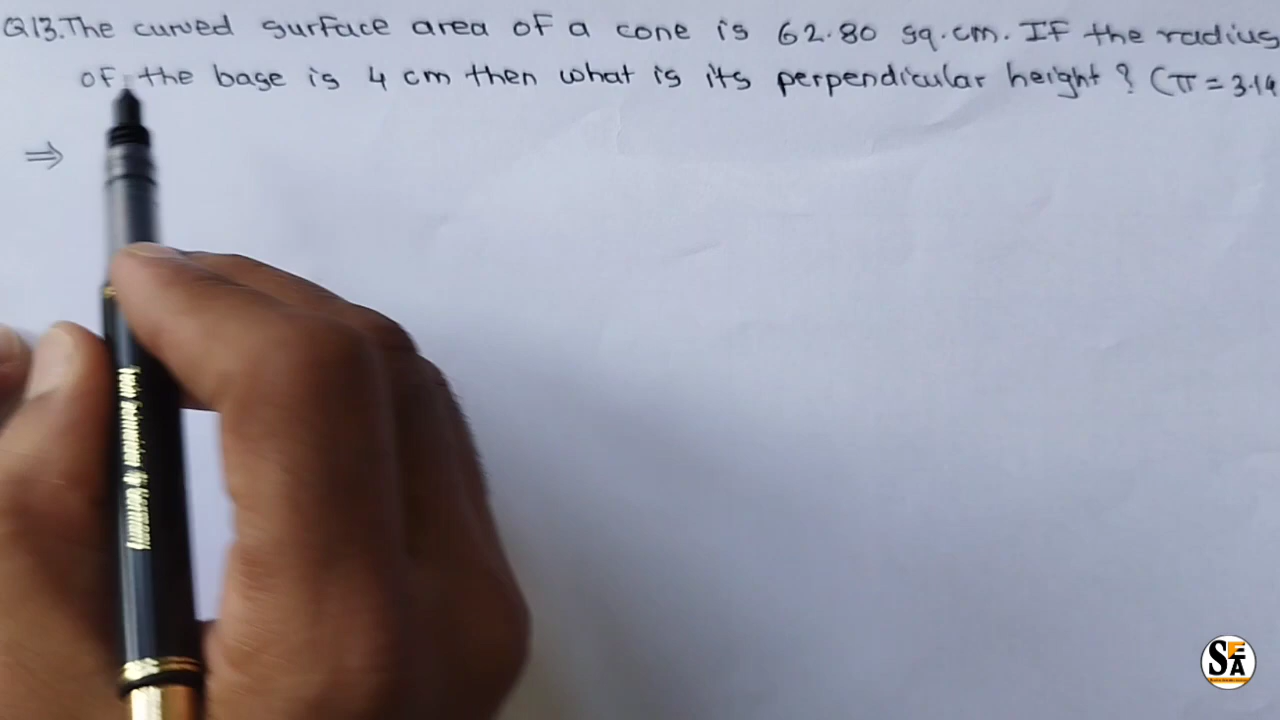 Q13. The curved surface area of a cone is 62.80 sq.cm. If the radius
of the base is 4 cm then what is its perpendicular height? (π = 3.14
⇒
SFA